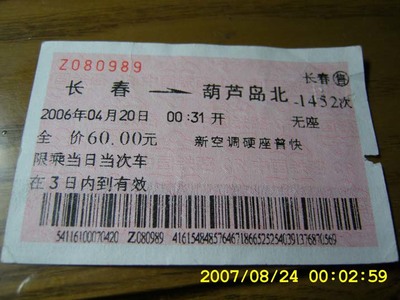 Z080989
长春 售
长春 葫芦岛北 1452次
2006年04月20日 00:31开 无座
全价60.00元 新空调硬座普快
限乘当日当次车
在3日内到有效
54116100070420 Z080989
2007/08/24 00:02:59